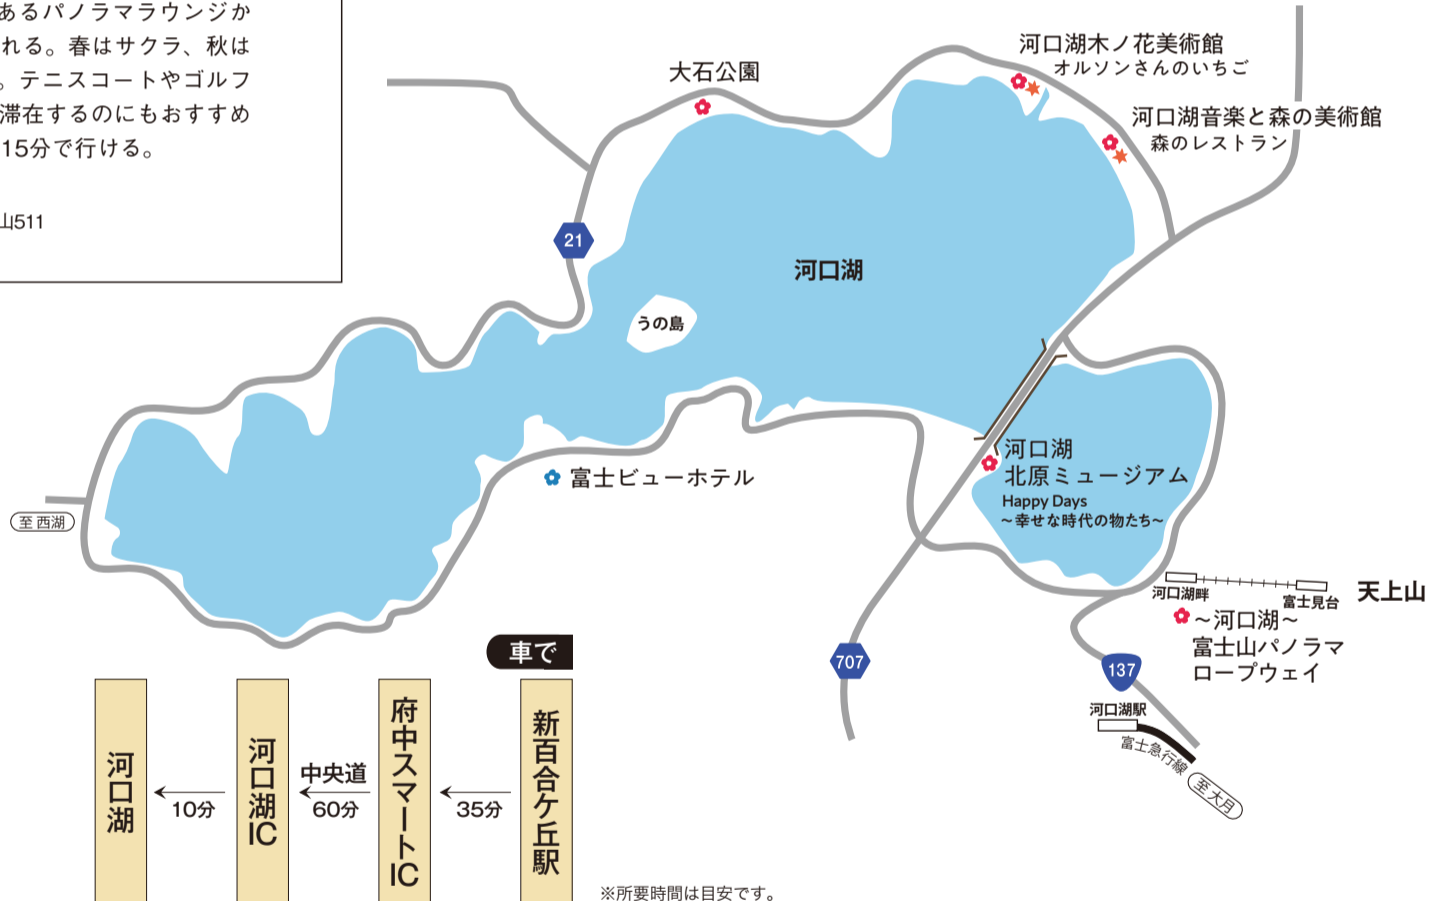 あるパノラマラウンジか
れる。春はサクラ、秋は
。テニスコートやゴルフ
滞在するのにもおすすめ
15分で行ける。
山511
大石公園
河口湖木ノ花美術館
オルソンさんのいちご
河口湖音楽と森の美術館
森のレストラン
21
河口湖
うの島
富士ビューホテル
至 西湖
河口湖
北原ミュージアム
Happy Days
～幸せな時代の物たち～
河口湖畔
富士見台
天上山
～河口湖～
富士山パノラマ
ロープウェイ
707
137
河口湖駅
富士急行線
至 大月
車で
河口湖
10分
河口湖IC
中央道
60分
府中スマートIC
35分
新百合ケ丘駅
※所要時間は目安です。